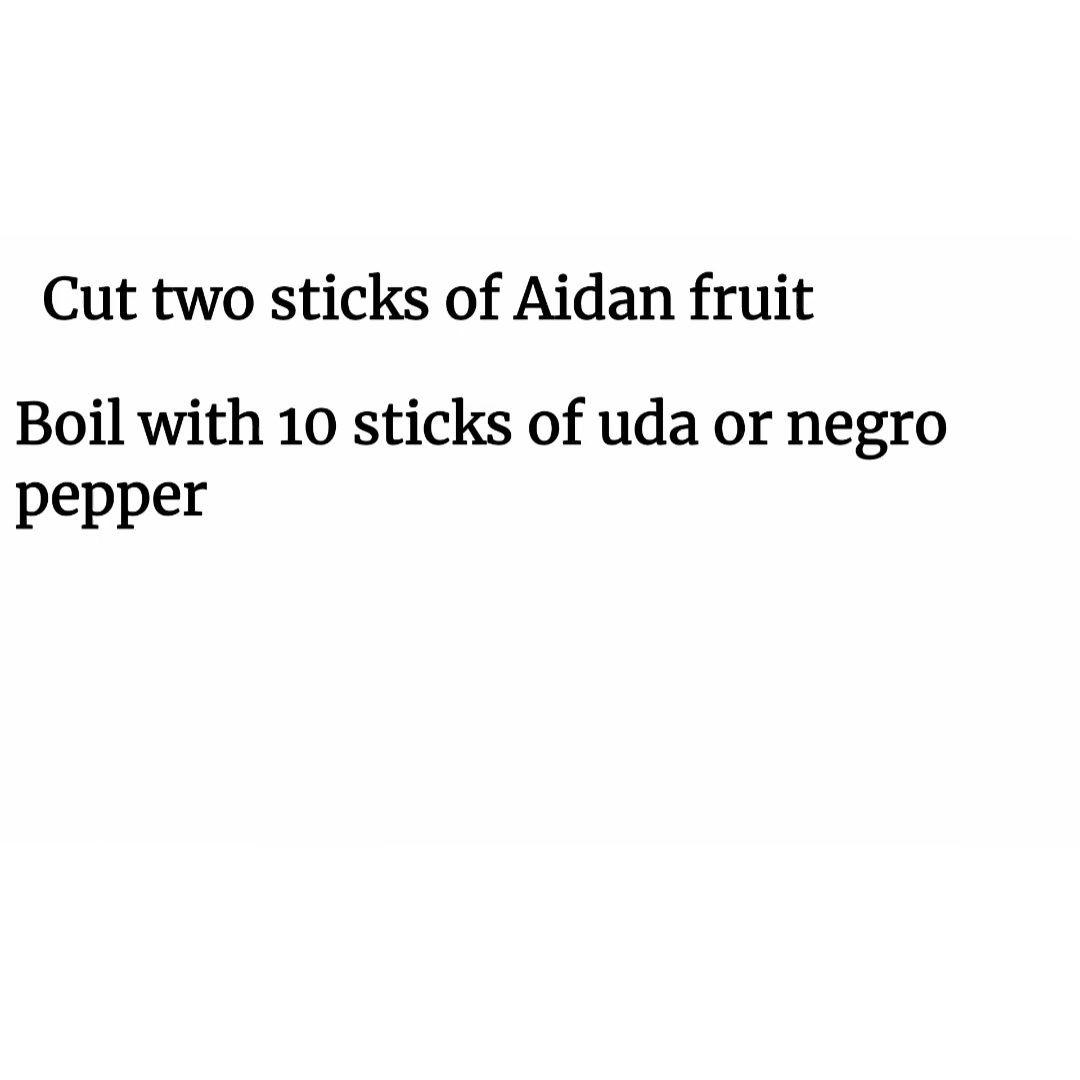 Cut two sticks of Aidan fruit
Boil with 10 sticks of uda or negro
pepper